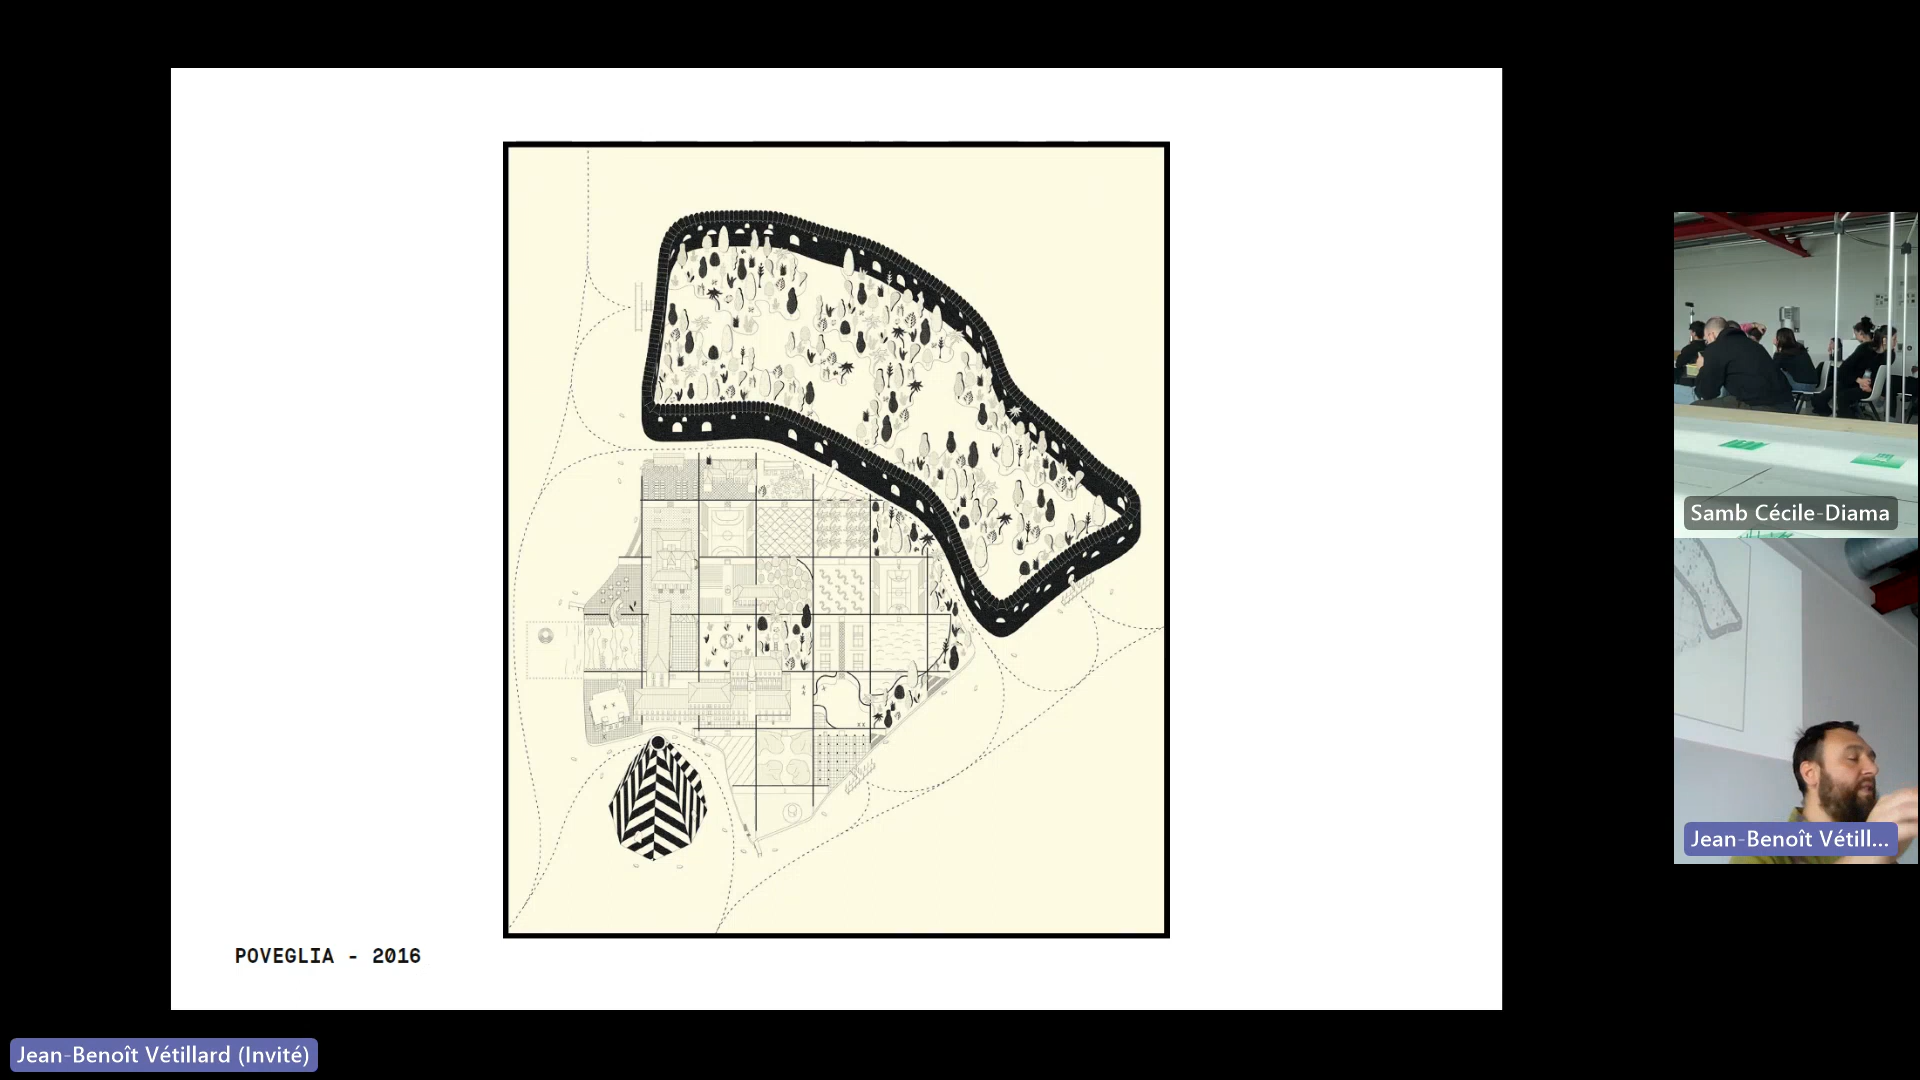 POVEGLIA - 2016
Samb Cécile-Diama
Jean-Benoît Vétill...
Jean-Benoît Vétillard (Invité)